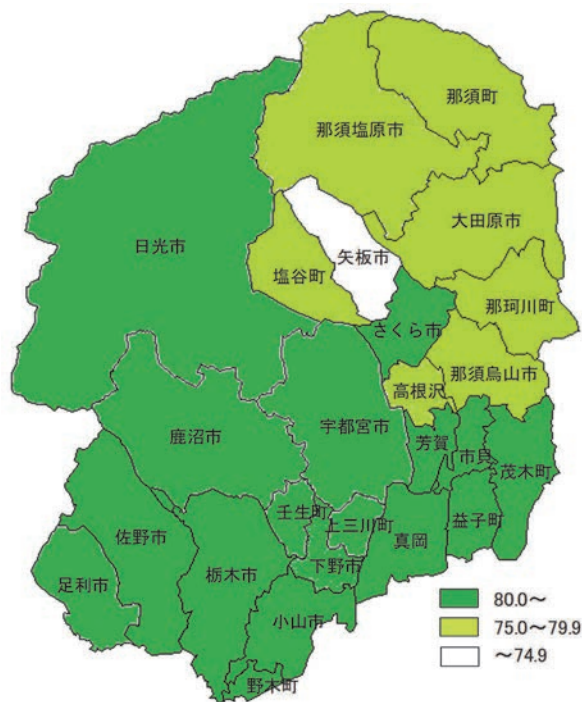 那須町
那須塩原市
大田原市
日光市
矢板市
塩谷町
那珂川町
さくら市
那須烏山市
高根沢
鹿沼市
宇都宮市
芳賀
市貝
茂木町
壬生町
上三川町
益子町
佐野市
真岡
下野市
栃木市
足利市
小山市
野木町
80.0～
75.0～79.9
～74.9